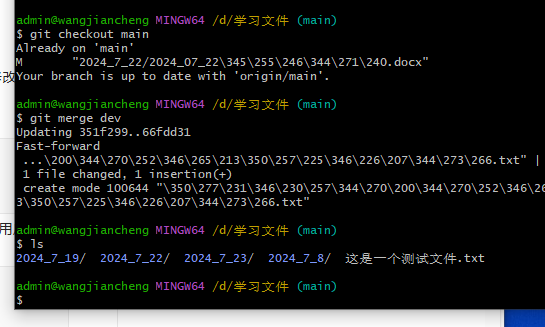 admin@wangjiancheng MINGW64 /d/学习文件 (main)
$ git checkout main
Already on 'main'
M       "2024_7_22/2024_07_22\345\255\246\344\271\240.docx"
Your branch is up to date with 'origin/main'.
admin@wangjiancheng MINGW64 /d/学习文件 (main)
$ git merge dev
Updating 351f299..66fdd31
Fast-forward
...\200\344\270\252\346\265\213\350\257\225\346\226\207\344\273\266.txt" |
1 file changed, 1 insertion(+)
create mode 100644 "\350\277\231\346\230\257\344\270\200\344\270\252\346\26
3\350\257\225\346\226\207\344\273\266.txt"
admin@wangjiancheng MINGW64 /d/学习文件 (main)
$ ls
2024_7_19/  2024_7_22/  2024_7_23/  2024_7_8/  这是一个测试文件.txt
admin@wangjiancheng MINGW64 /d/学习文件 (main)
$